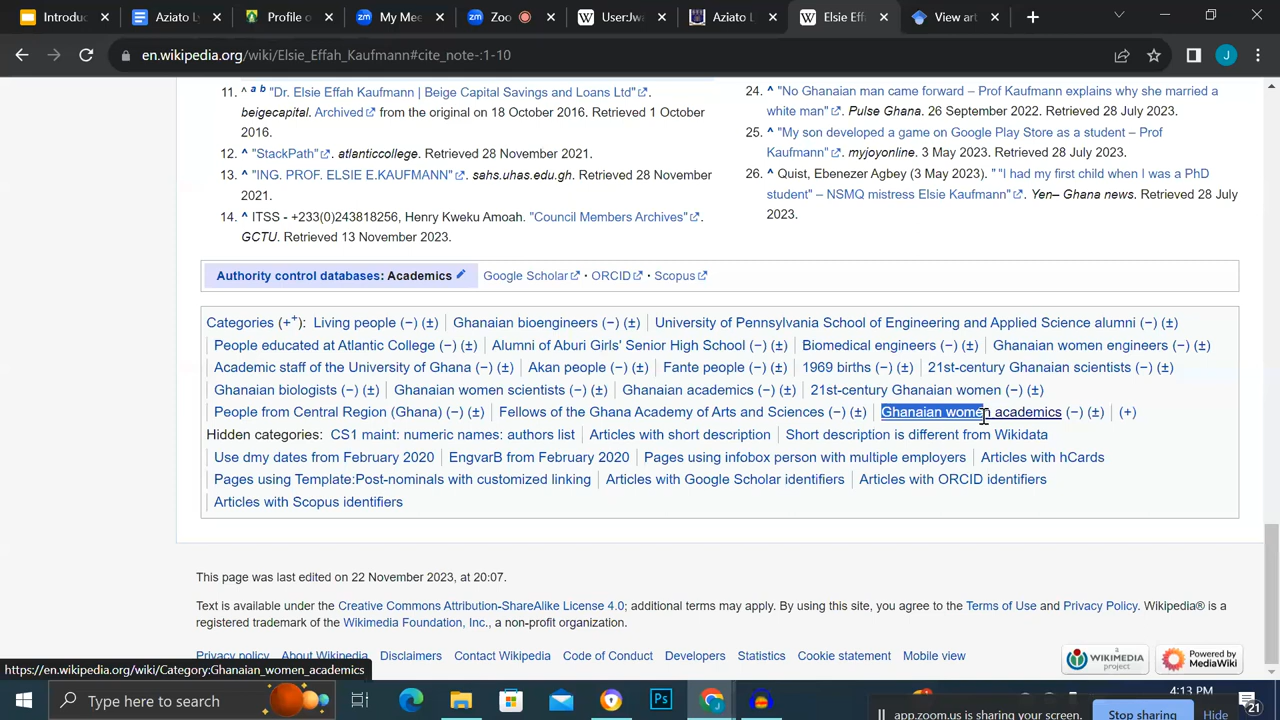 Introduc
Aziato Ly
Profile o
My Mee
Zoo
UserJwa
Aziato L
Elsie Eff
View art
en.wikipedia.org/wiki/Elsie_Effah_Kaufmann#cite_note-:1-10
J
11. ^ a b "Dr. Elsie Effah Kaufmann | Beige Capital Savings and Loans Ltd".
beigecapital. Archived from the original on 18 October 2016. Retrieved 1 October
2016.
12. ^ "StackPath". atlanticcollege. Retrieved 28 November 2021.
13. ^ "ING. PROF. ELSIE E.KAUFMANN". sahs.uhas.edu.gh. Retrieved 28 November
2021.
14. ^ ITSS - +233(0)243818256, Henry Kweku Amoah. "Council Members Archives".
GCTU. Retrieved 13 November 2023.
24. ^ "No Ghanaian man came forward – Prof Kaufmann explains why she married a
white man". Pulse Ghana. 26 September 2022. Retrieved 28 July 2023.
25. ^ "My son developed a game on Google Play Store as a student – Prof
Kaufmann". myjoyonline. 3 May 2023. Retrieved 28 July 2023.
26. ^ Quist, Ebenezer Agbey (3 May 2023). ""I had my first child when I was a PhD
student" – NSMQ mistress Elsie Kaufmann". Yen– Ghana news. Retrieved 28 July
2023.
Authority control databases: Academics Google Scholar · ORCID · Scopus
Categories (++): Living people (−) (±) | Ghanaian bioengineers (−) (±) | University of Pennsylvania School of Engineering and Applied Science alumni (−) (±)
| People educated at Atlantic College (−) (±) | Alumni of Aburi Girls' Senior High School (−) (±) | Biomedical engineers (−) (±) | Ghanaian women engineers (−) (±)
| Academic staff of the University of Ghana (−) (±) | Akan people (−) (±) | Fante people (−) (±) | 1969 births (−) (±) | 21st-century Ghanaian scientists (−) (±)
| Ghanaian biologists (−) (±) | Ghanaian women scientists (−) (±) | Ghanaian academics (−) (±) | 21st-century Ghanaian women (−) (±)
| People from Central Region (Ghana) (−) (±) | Fellows of the Ghana Academy of Arts and Sciences (−) (±) | Ghanaian women academics (−) (±) | (+)
Hidden categories: CS1 maint: numeric names: authors list | Articles with short description | Short description is different from Wikidata
| Use dmy dates from February 2020 | EngvarB from February 2020 | Pages using infobox person with multiple employers | Articles with hCards
| Pages using Template:Post-nominals with customized linking | Articles with Google Scholar identifiers | Articles with ORCID identifiers
| Articles with Scopus identifiers
This page was last edited on 22 November 2023, at 20:07.
Text is available under the Creative Commons Attribution-ShareAlike License 4.0; additional terms may apply. By using this site, you agree to the Terms of Use and Privacy Policy. Wikipedia® is a
registered trademark of the Wikimedia Foundation, Inc., a non-profit organization.
Privacy policy About Wikipedia Disclaimers Contact Wikipedia Code of Conduct Developers Statistics Cookie statement Mobile view
a WIKIMEDIA project
Powered by MediaWiki
https://en.wikipedia.org/wiki/Category:Ghanaian_women_academics
Type here to search
Ps
4:13 PM
21
app.zoom.us is sharing your screen.
Stop sharing
Hide